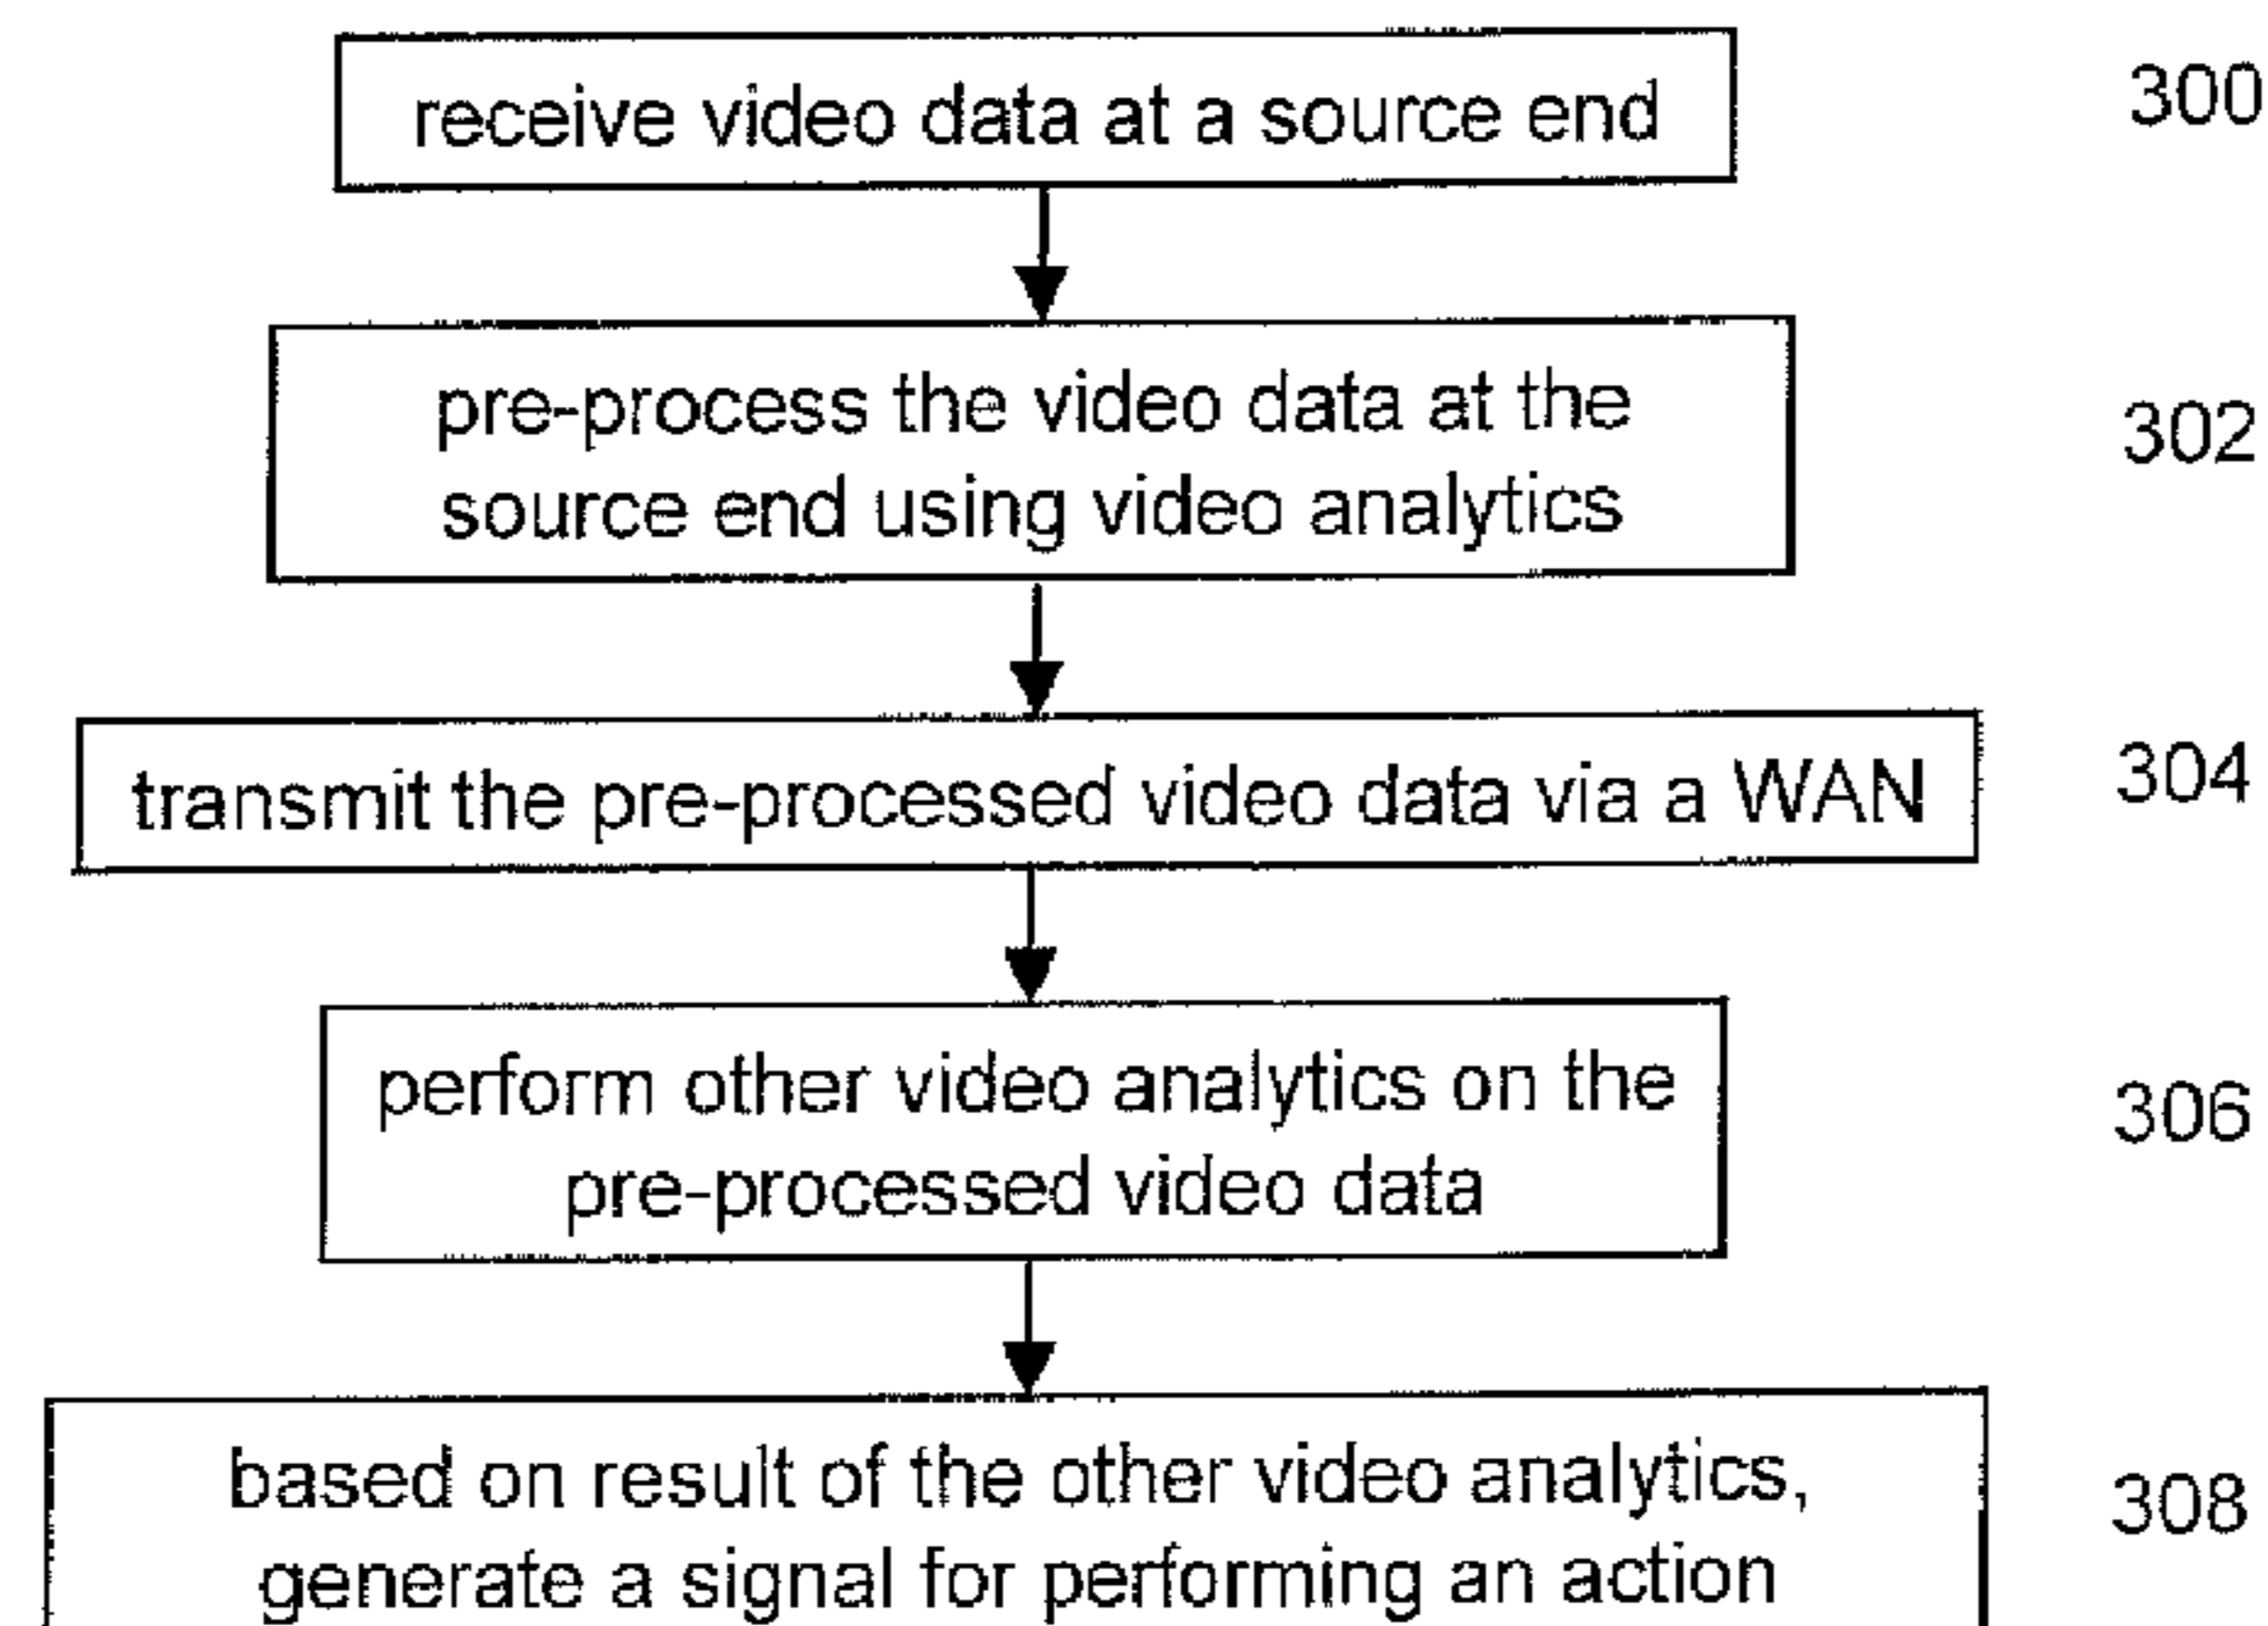 receive video data at a source end
300
pre-process the video data at the
source end using video analytics
302
transmit the pre-processed video data via a WAN
304
perform other video analytics on the
pre-processed video data
306
based on result of the other video analytics,
generate a signal for performing an action
308